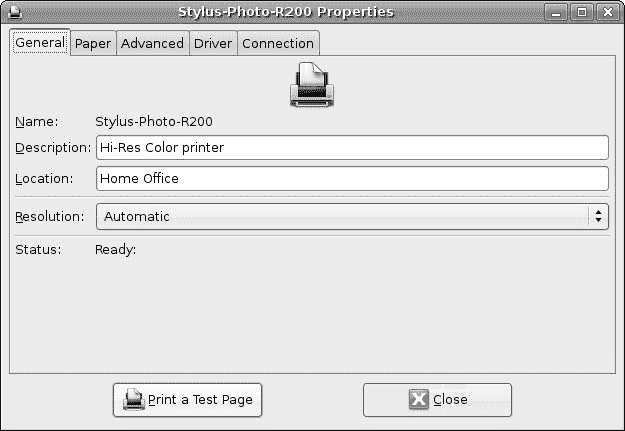 Stylus-Photo-R200 Properties
General Paper Advanced Driver Connection
Name: Stylus-Photo-R200
Description: Hi-Res Color printer
Location: Home Office
Resolution: Automatic
Status: Ready:
Print a Test Page Close